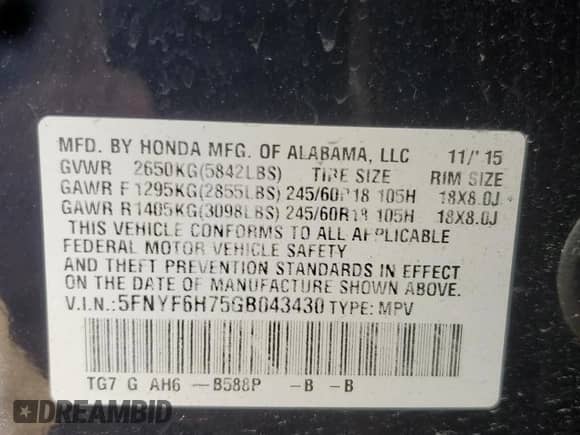 MFD. BY HONDA MFG. OF ALABAMA, LLC 11/'15
GVWR 2650KG(5842LBS) TIRE SIZE RIM SIZE
GAWR F 1295KG(2855LBS) 245/60R18 105H 18X8.0J
GAWR R 1405KG(3098LBS) 245/60R18 105H 18X8.0J
THIS VEHICLE CONFORMS TO ALL APPLICABLE
FEDERAL MOTOR VEHICLE SAFETY
AND THEFT PREVENTION STANDARDS IN EFFECT
ON THE DATE OF MANUFACTURE SHOWN ABOVE.
V.I.N.:5FNYF6H75GB043430 TYPE: MPV
TG7 G AH6 -B588P -B -B
DREAMBID